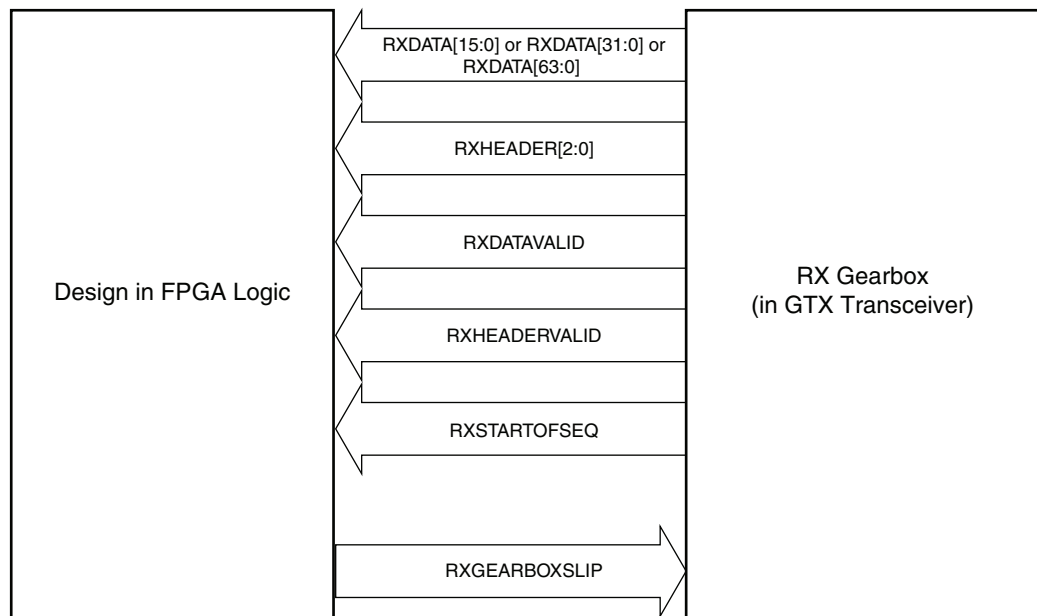 RXDATA[15:0] or RXDATA[31:0] or
RXDATA[63:0]
RXHEADER[2:0]
RXDATAVALID
Design in FPGA Logic
RX Gearbox
(in GTX Transceiver)
RXHEADERVALID
RXSTARTOFSEQ
RXGEARBOXSLIP